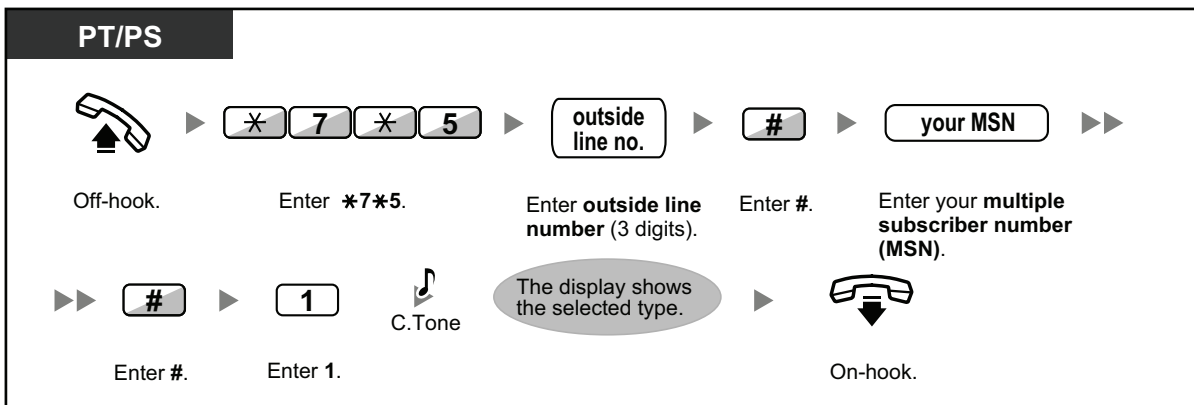 PT/PS
✳ 7 ✳ 5
outside
line no.
#
your MSN
Off-hook.
Enter ✳7✳5.
Enter outside line
number (3 digits).
Enter #.
Enter your multiple
subscriber number
(MSN).
#
1
C.Tone
The display shows
the selected type.
Enter #.
Enter 1.
On-hook.